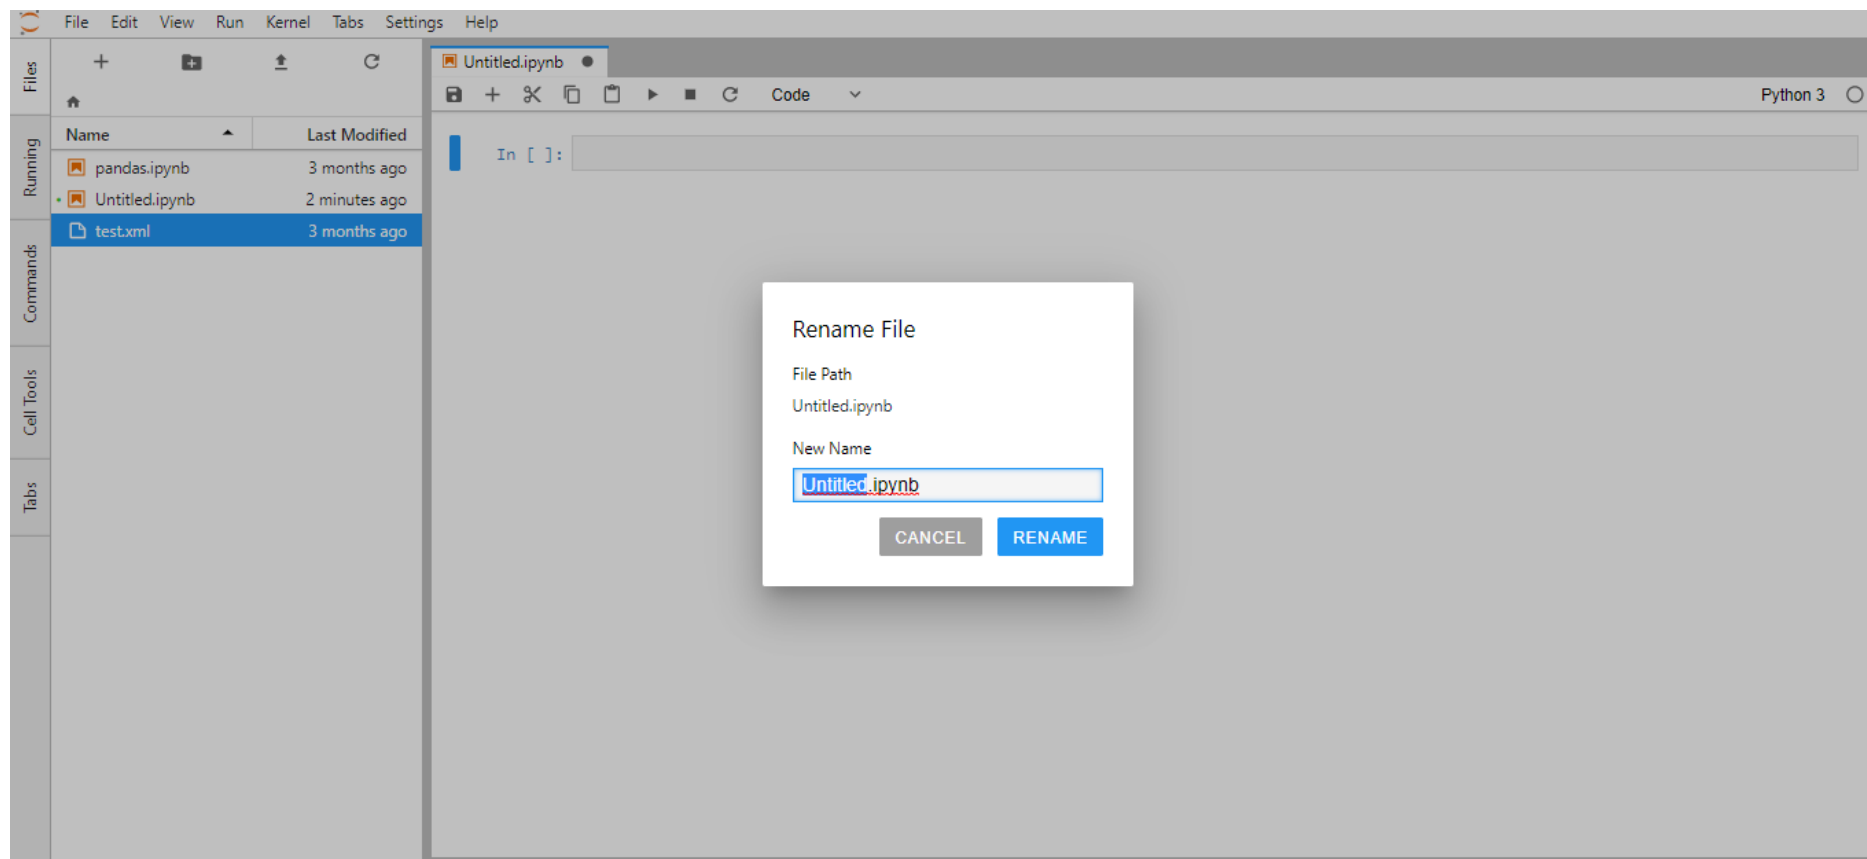 File Edit View Run Kernel Tabs Settings Help
Files
Running
Commands
Cell Tools
Tabs
Name Last Modified
pandas.ipynb 3 months ago
Untitled.ipynb 2 minutes ago
test.xml 3 months ago
Untitled.ipynb
Code
Python 3
In [ ]:
Rename File
File Path
Untitled.ipynb
New Name
Untitled.ipynb
CANCEL RENAME